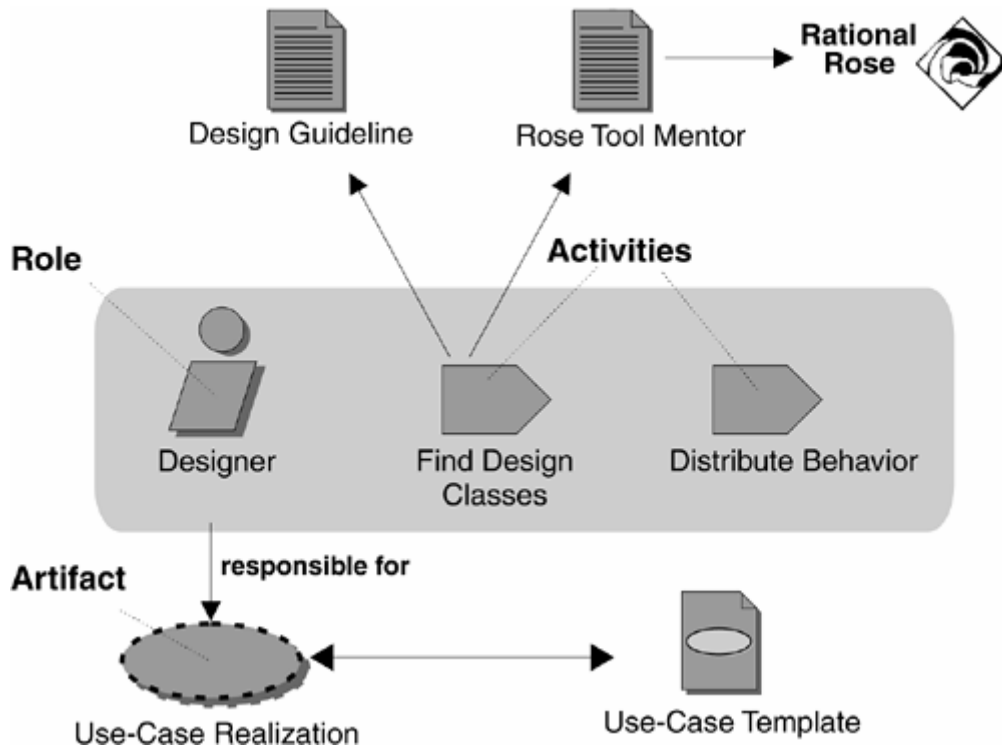 Rational
Rose
Design Guideline
Rose Tool Mentor
Role
Activities
Designer
Find Design
Classes
Distribute Behavior
responsible for
Artifact
Use-Case Realization
Use-Case Template